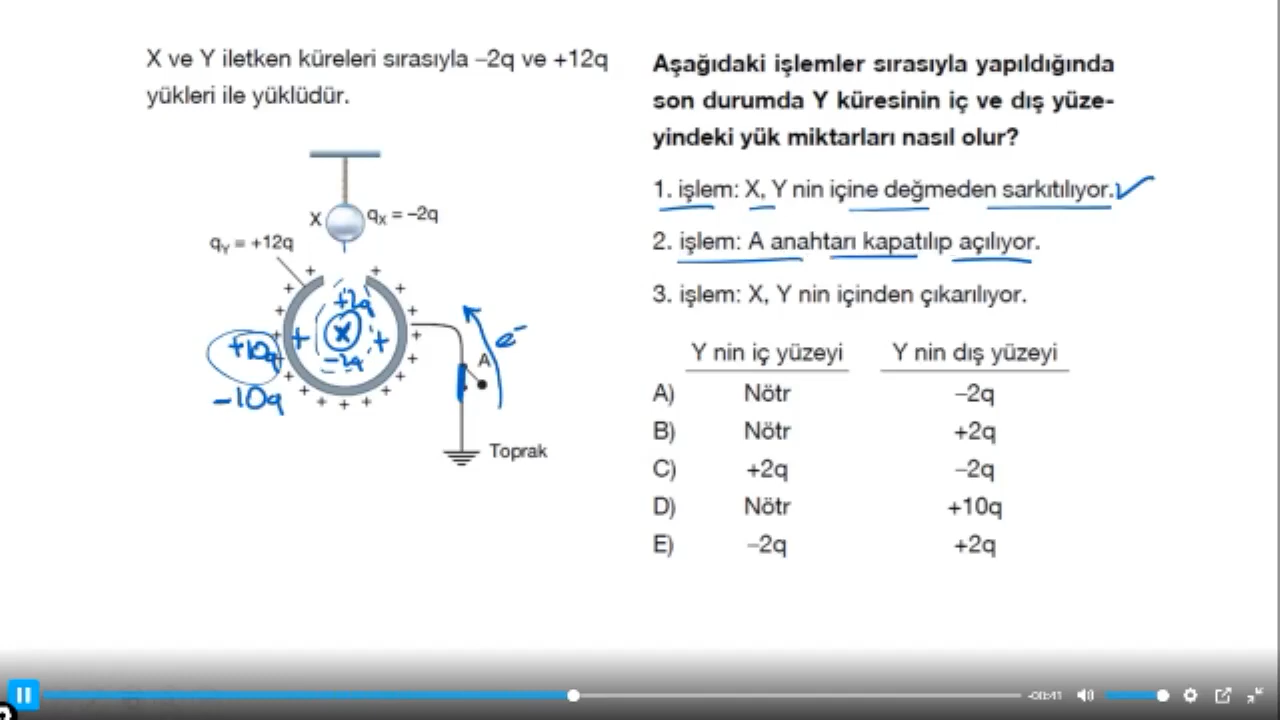 X ve Y iletken küreleri sırasıyla –2q ve +12q
yükleri ile yüklüdür.
X
qX = –2q
qY = +12q
+2q
X
–2q
+10q
–10q
e–
A
Toprak
Aşağıdaki işlemler sırasıyla yapıldığında
son durumda Y küresinin iç ve dış yüze-
yindeki yük miktarları nasıl olur?
1. işlem: X, Y nin içine değmeden sarkıtılıyor.
2. işlem: A anahtarı kapatılıp açılıyor.
3. işlem: X, Y nin içinden çıkarılıyor.
Y nin iç yüzeyi Y nin dış yüzeyi
A) Nötr –2q
B) Nötr +2q
C) +2q –2q
D) Nötr +10q
E) –2q +2q
-00:41